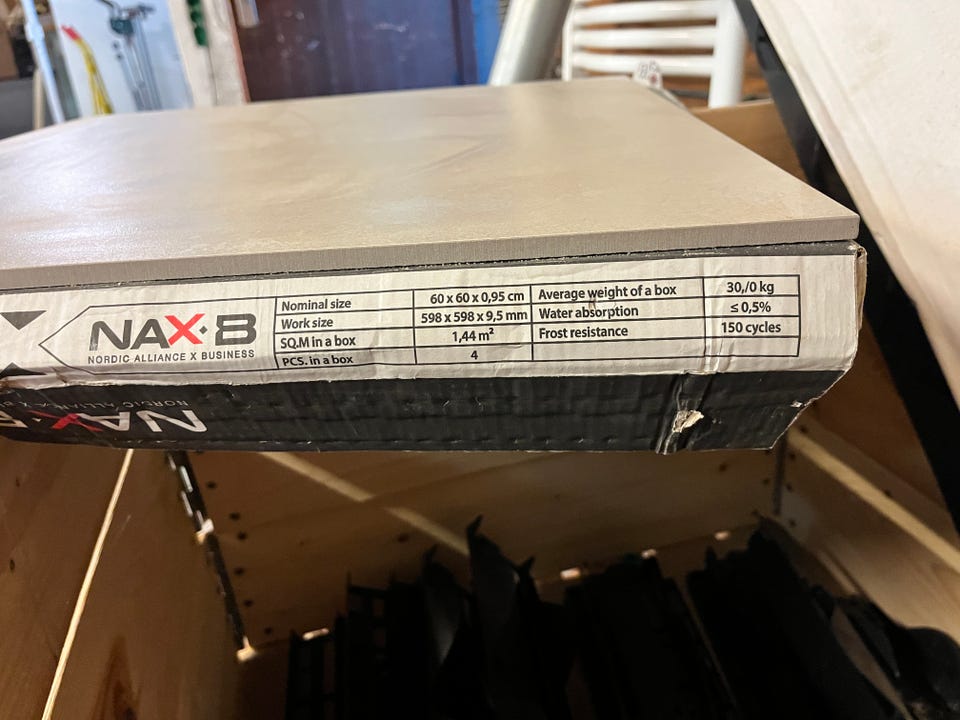 NAX·8
NORDIC ALLIANCE X BUSINESS
Nominal size 60 x 60 x 0,95 cm Average weight of a box 30,/0 kg
Work size 598 x 598 x 9,5 mm Water absorption ≤ 0,5%
SQ.M in a box 1,44 m² Frost resistance 150 cycles
PCS. in a box 4
NAX